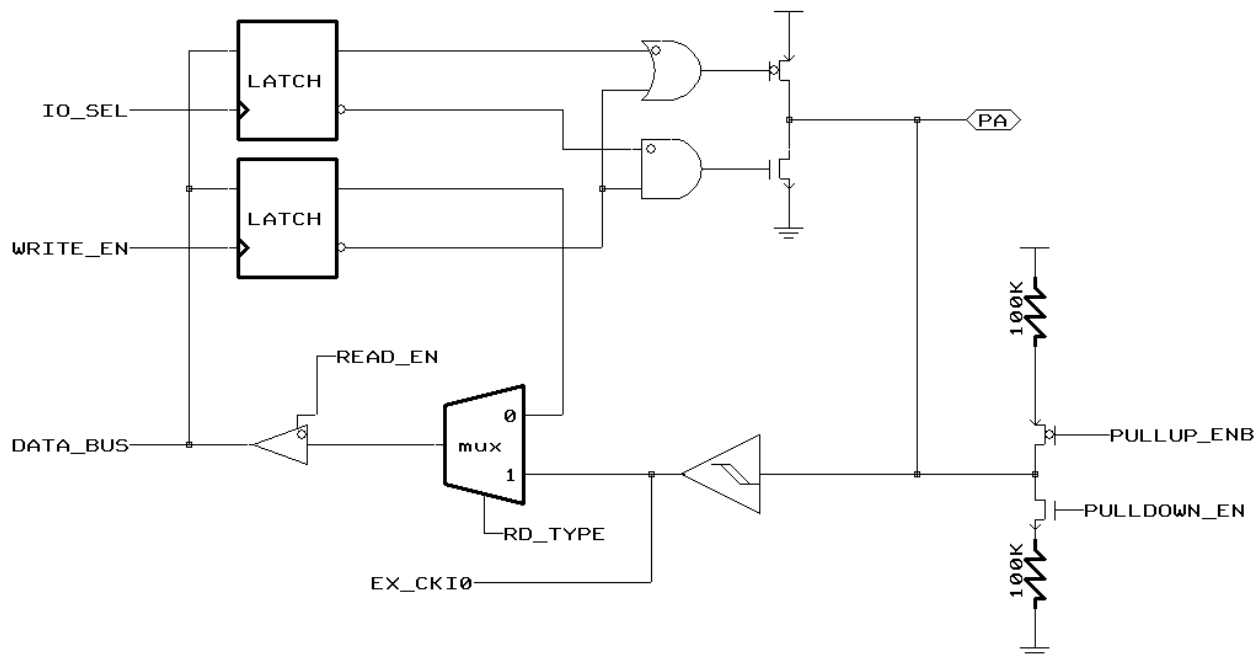 LATCH
IO_SEL
PA
LATCH
WRITE_EN
100K
READ_EN
0
DATA_BUS
mux
PULLUP_ENB
1
PULLDOWN_EN
RD_TYPE
100K
EX_CKI0